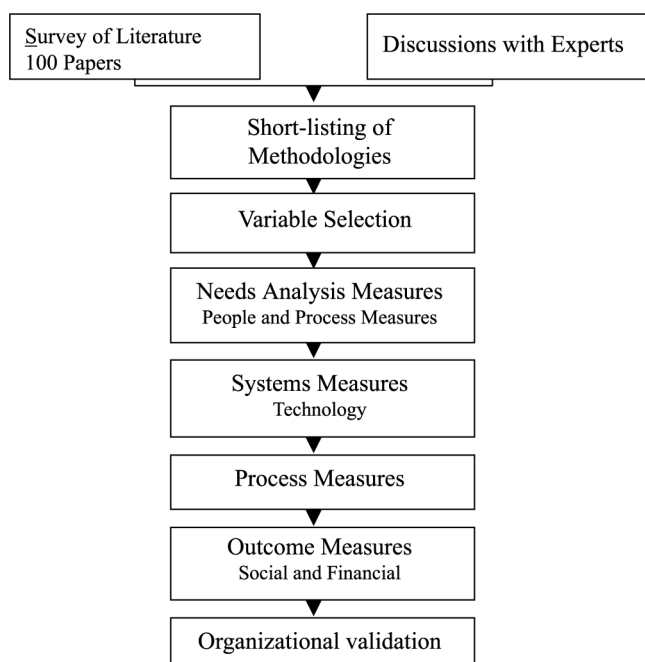 Survey of Literature
100 Papers
Discussions with Experts
Short-listing of
Methodologies
Variable Selection
Needs Analysis Measures
People and Process Measures
Systems Measures
Technology
Process Measures
Outcome Measures
Social and Financial
Organizational validation